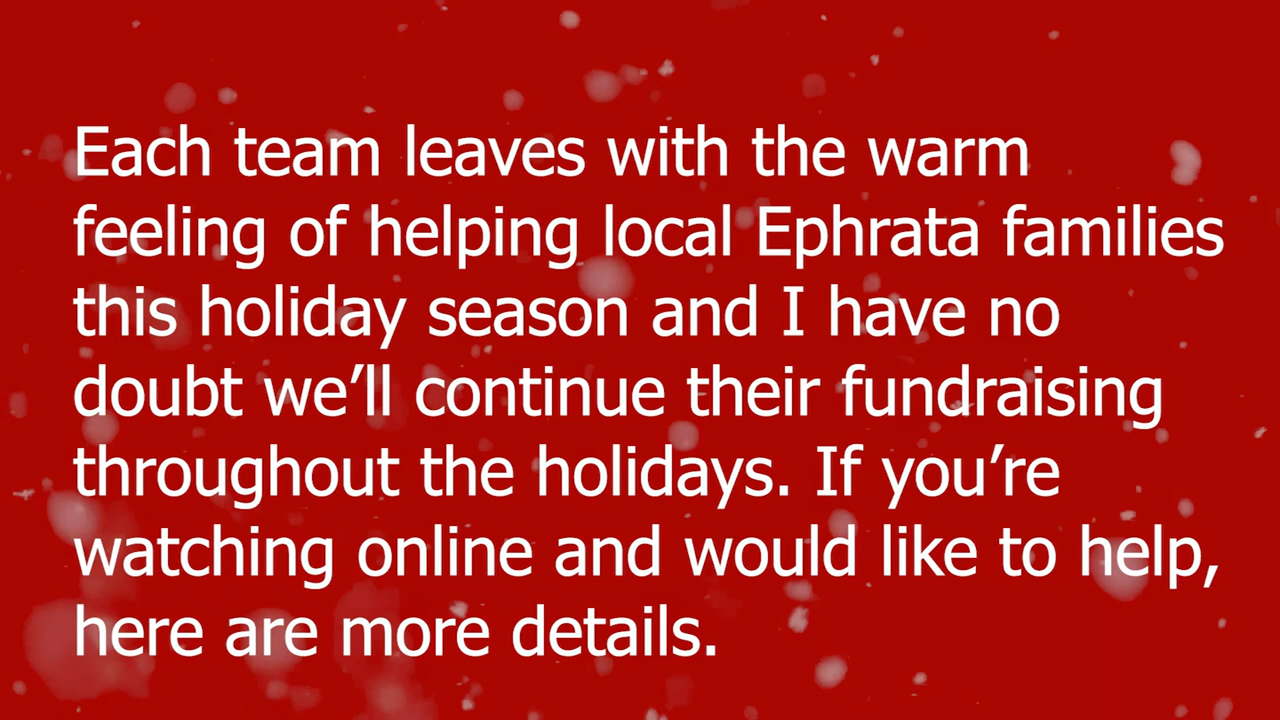 Each team leaves with the warm
feeling of helping local Ephrata families
this holiday season and I have no
doubt we’ll continue their fundraising
throughout the holidays. If you’re
watching online and would like to help,
here are more details.